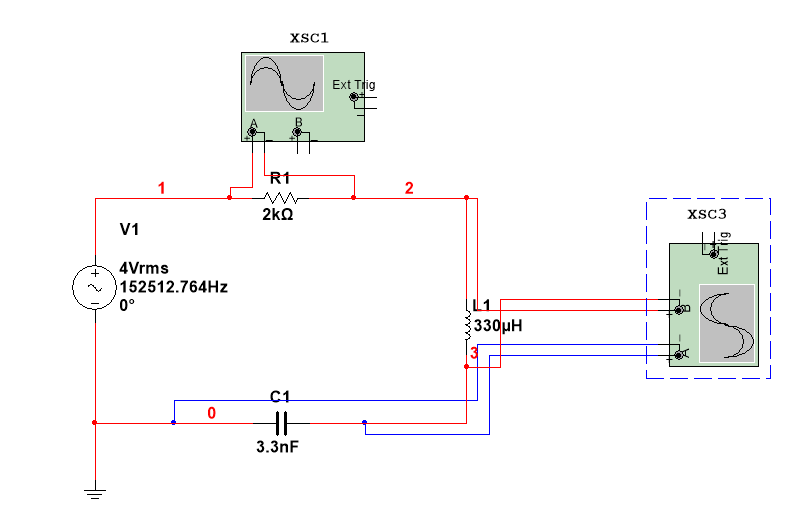 XSC1
Ext Trig
+
_
A
B
+
_
+
_
R1
1
2
2kΩ
V1
4Vrms
152512.764Hz
0°
XSC3
Ext Trig
+
_
B
_
+
A
_
+
L1
330µH
3
C1
0
3.3nF